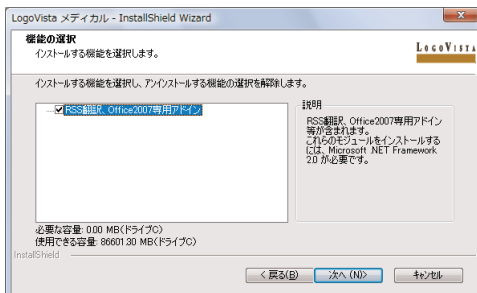 LogoVista メディカル - InstallShield Wizard
機能の選択
インストールする機能を選択します。
LogoVista
インストールする機能を選択し、アンインストールする機能の選択を解除します。
RSS翻訳、Office2007専用アドイン
説明
RSS翻訳、Office2007専用アドイン
等が含まれます。
これらのモジュールをインストールする
には、Microsoft .NET Framework
2.0 が必要です。
必要な容量: 0.00 MB(ドライブC)
使用できる容量: 86601.30 MB(ドライブC)
InstallShield
< 戻る(B)
次へ (N)>
キャンセル